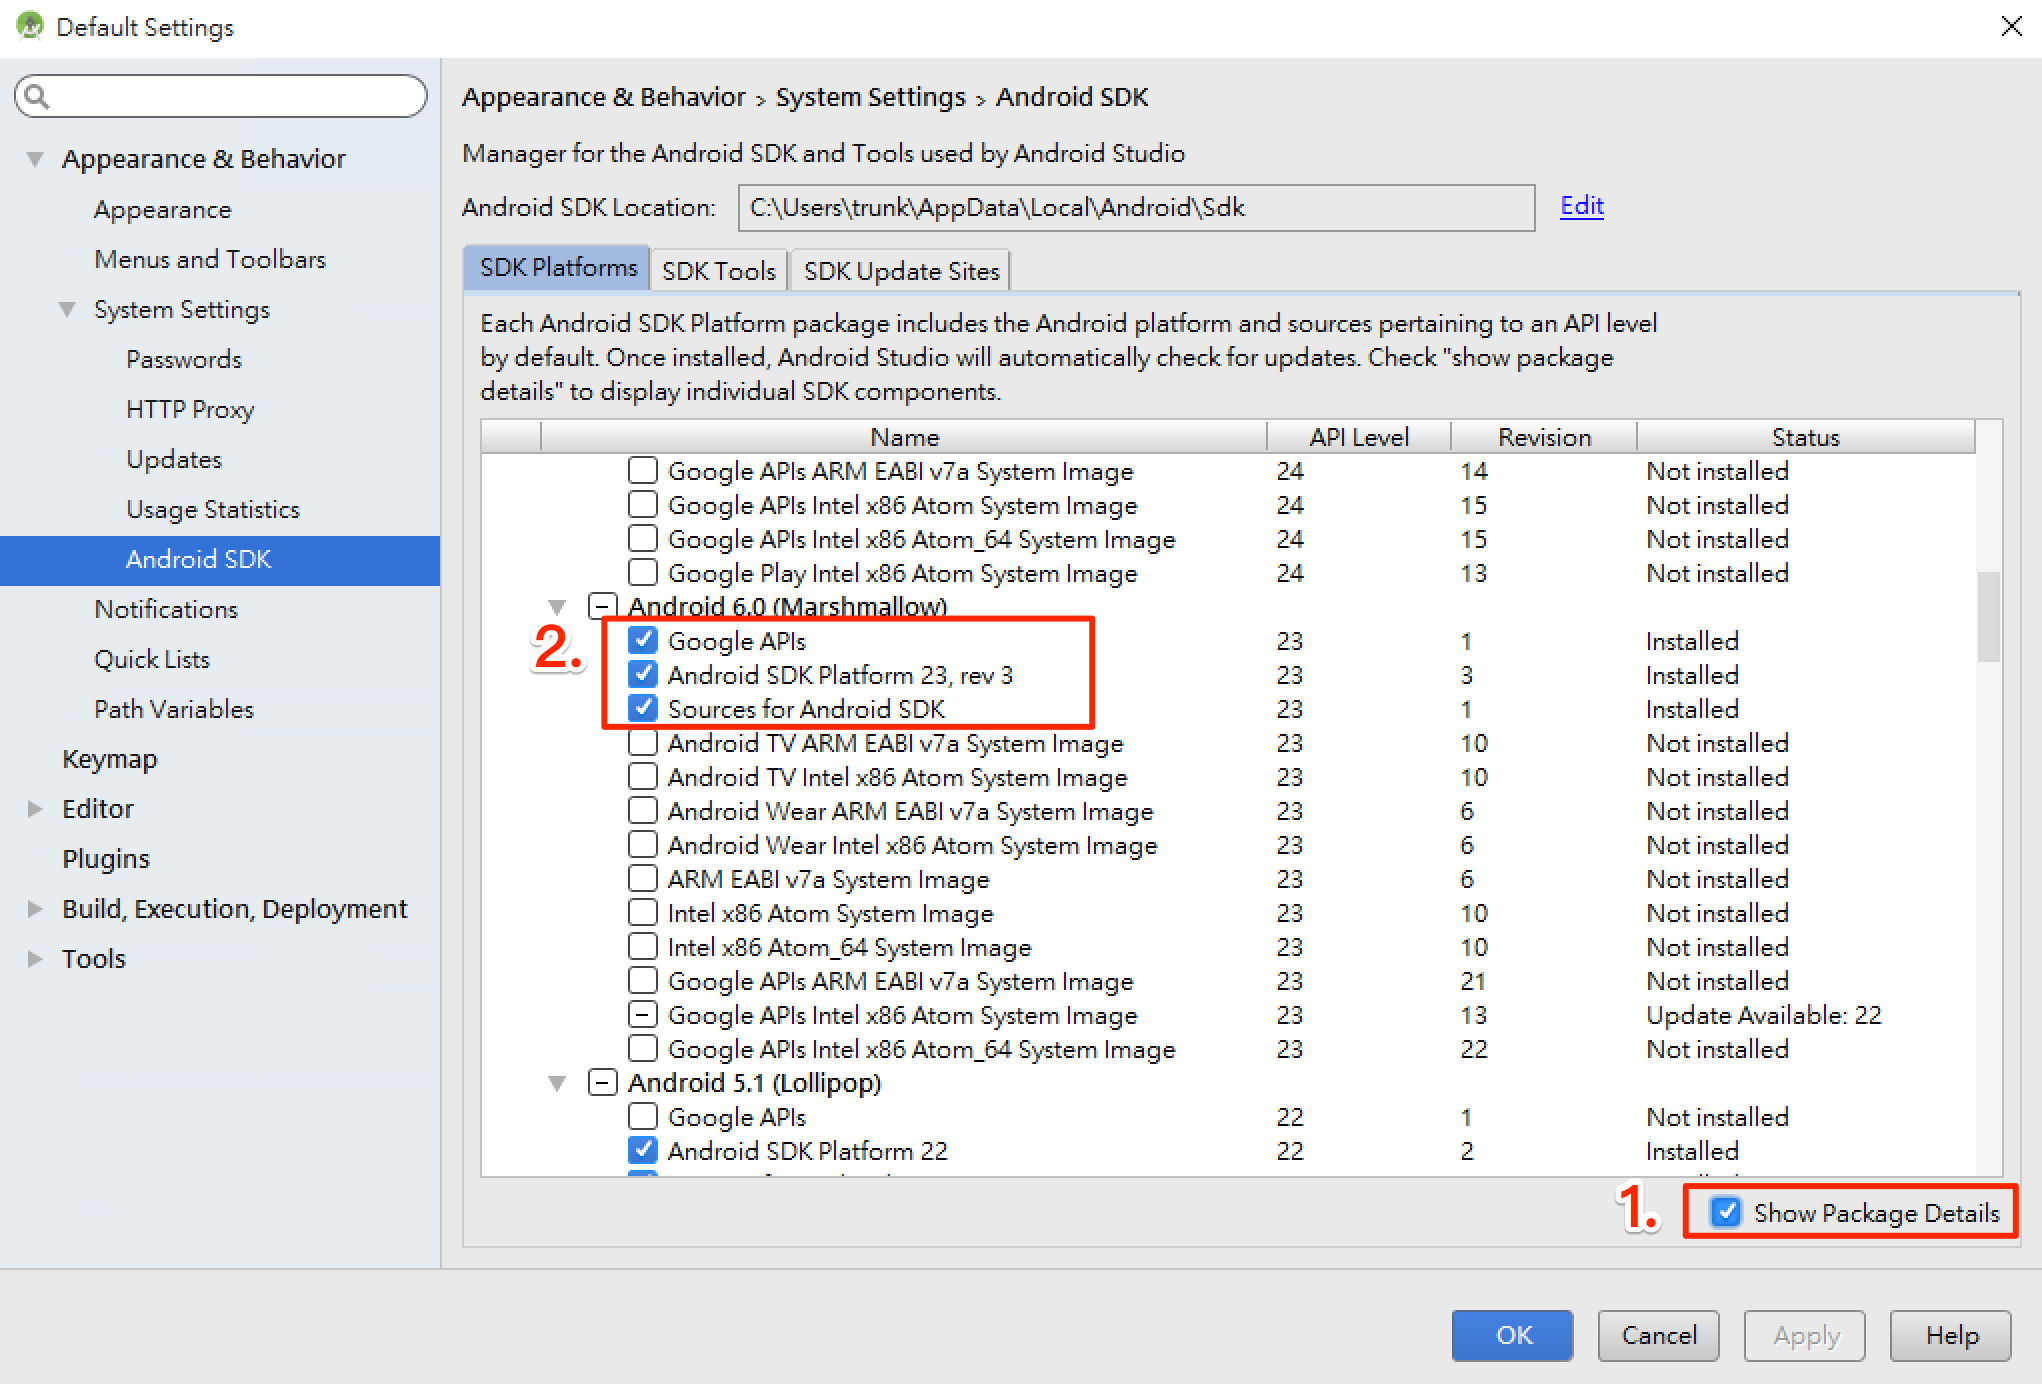 Default Settings
Appearance & Behavior
Appearance
Menus and Toolbars
System Settings
Passwords
HTTP Proxy
Updates
Usage Statistics
Android SDK
Notifications
Quick Lists
Path Variables
Keymap
Editor
Plugins
Build, Execution, Deployment
Tools
Appearance & Behavior › System Settings › Android SDK
Manager for the Android SDK and Tools used by Android Studio
Android SDK Location: C:\Users\trunk\AppData\Local\Android\Sdk Edit
SDK Platforms SDK Tools SDK Update Sites
Each Android SDK Platform package includes the Android platform and sources pertaining to an API level
by default. Once installed, Android Studio will automatically check for updates. Check "show package
details" to display individual SDK components.
Name API Level Revision Status
Google APIs ARM EABI v7a System Image 24 14 Not installed
Google APIs Intel x86 Atom System Image 24 15 Not installed
Google APIs Intel x86 Atom_64 System Image 24 15 Not installed
Google Play Intel x86 Atom System Image 24 13 Not installed
Android 6.0 (Marshmallow)
2.
Google APIs 23 1 Installed
Android SDK Platform 23, rev 3 23 3 Installed
Sources for Android SDK 23 1 Installed
Android TV ARM EABI v7a System Image 23 10 Not installed
Android TV Intel x86 Atom System Image 23 10 Not installed
Android Wear ARM EABI v7a System Image 23 6 Not installed
Android Wear Intel x86 Atom System Image 23 6 Not installed
ARM EABI v7a System Image 23 6 Not installed
Intel x86 Atom System Image 23 10 Not installed
Intel x86 Atom_64 System Image 23 10 Not installed
Google APIs ARM EABI v7a System Image 23 21 Not installed
Google APIs Intel x86 Atom System Image 23 13 Update Available: 22
Google APIs Intel x86 Atom_64 System Image 23 22 Not installed
Android 5.1 (Lollipop)
Google APIs 22 1 Not installed
Android SDK Platform 22 22 2 Installed
1. Show Package Details
OK Cancel Apply Help